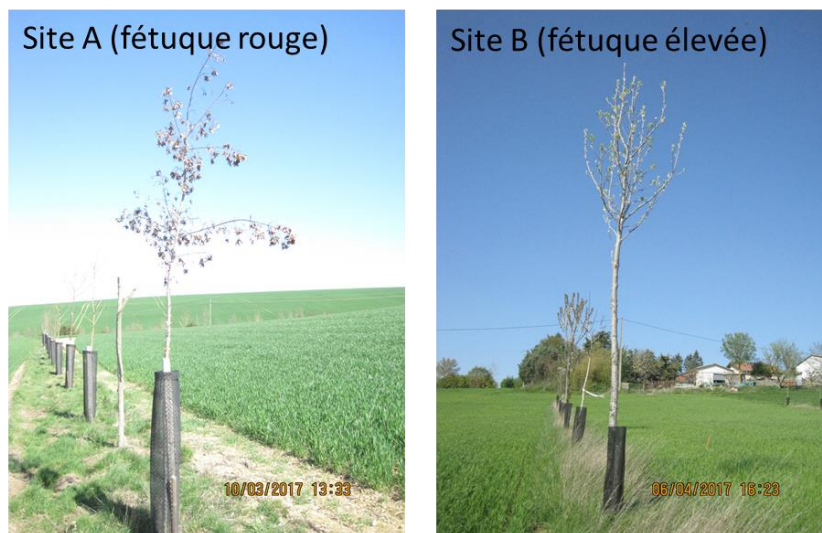 Site A (fétuque rouge)
Site B (fétuque élevée)
10/03/2017 13:33
06/04/2017 16:23